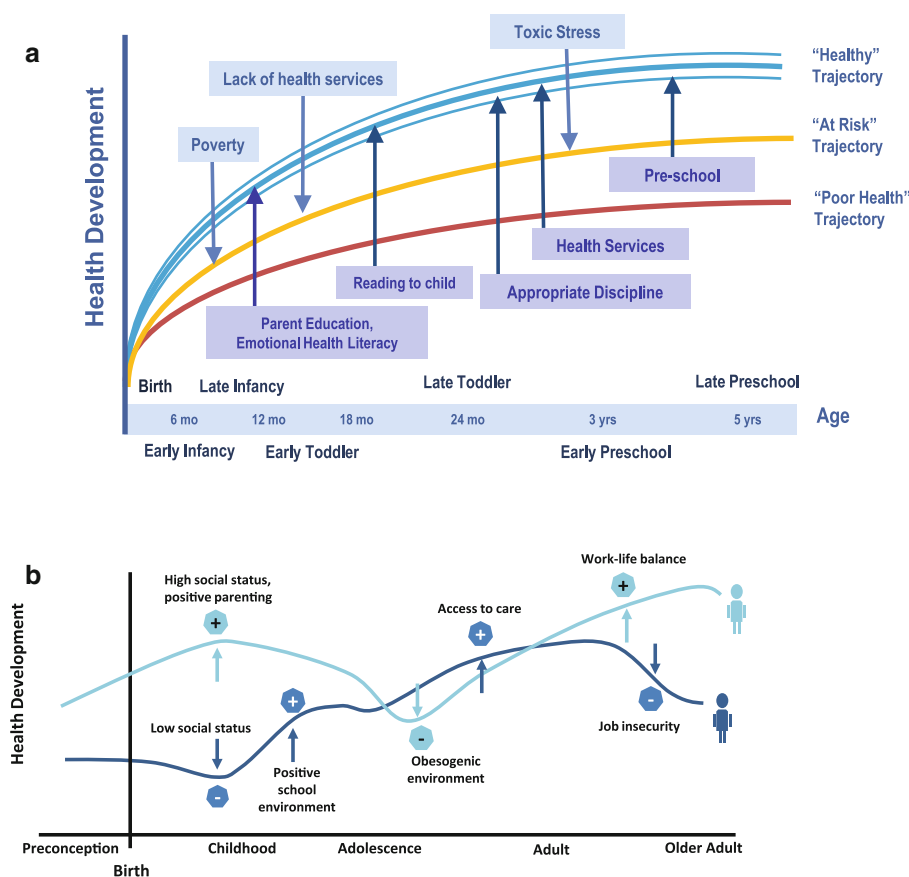 a
Toxic Stress
"Healthy"
Trajectory
Lack of health services
"At Risk"
Trajectory
Poverty
Pre-school
"Poor Health"
Trajectory
Health Development
Health Services
Reading to child
Appropriate Discipline
Parent Education,
Emotional Health Literacy
Birth
Late Infancy
Late Toddler
Late Preschool
6 mo
12 mo
18 mo
24 mo
3 yrs
5 yrs
Age
Early Infancy
Early Toddler
Early Preschool
b
Work-life balance
High social status,
positive parenting
+
+
Access to care
+
Health Development
Low social status
+
-
Job insecurity
-
Obesogenic
environment
Positive
school
environment
-
Preconception
Childhood
Adolescence
Adult
Older Adult
Birth